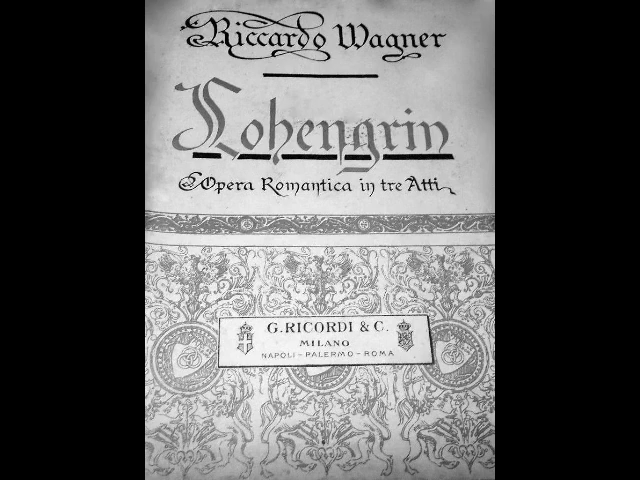 Riccardo Wagner
Lohengrin
Opera Romantica in tre Atti
G. RICORDI & C.
MILANO
NAPOLI - PALERMO - ROMA